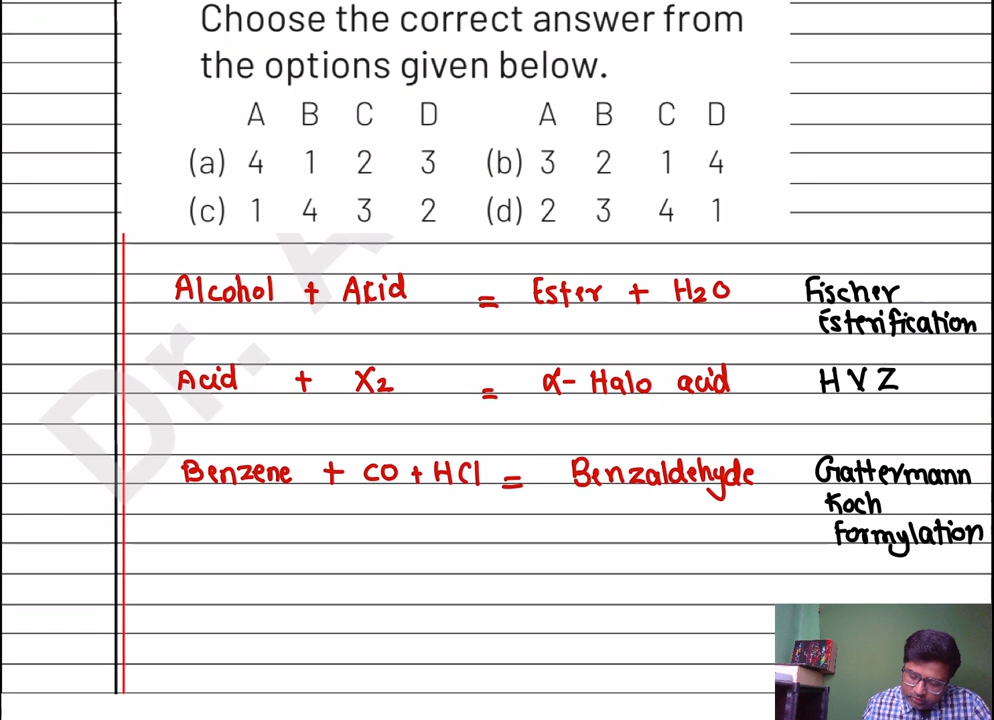 Choose the correct answer from
the options given below.
A B C D A B C D
(a) 4 1 2 3 (b) 3 2 1 4
(c) 1 4 3 2 (d) 2 3 4 1
Alcohol + Acid = Ester + H2O Fischer
Esterification
Acid + X2 = α- Halo acid HVZ
Benzene + CO + HCl = Benzaldehyde Gattermann
Koch
formylation
Dr. A